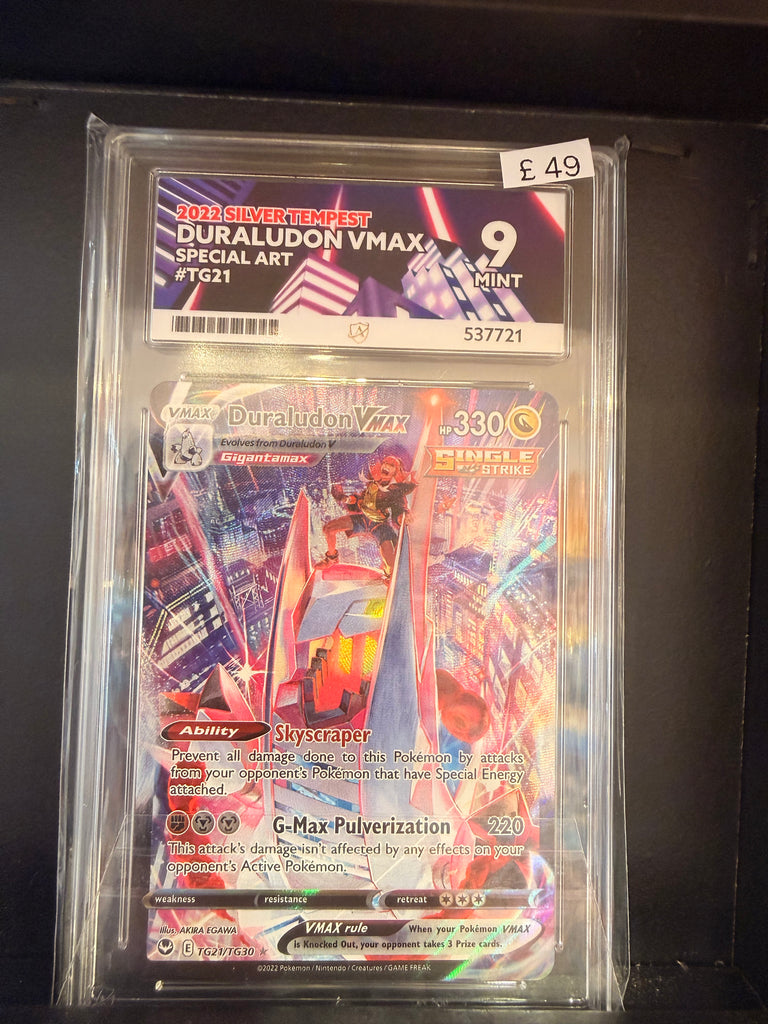 £ 49
2022 SILVER TEMPEST
DURALUDON VMAX
SPECIAL ART
#TG21
9
MINT
537721
VMAX
Duraludon VMAX
HP 330
Evolves from Duraludon V
Gigantamax
SINGLE
STRIKE
Ability Skyscraper
Prevent all damage done to this Pokémon by attacks
from your opponent's Pokémon that have Special Energy
attached.
G-Max Pulverization 220
This attack's damage isn't affected by any effects on your
opponent's Active Pokémon.
weakness resistance retreat
Illus. AKIRA EGAWA
VMAX rule When your Pokémon VMAX
is Knocked Out, your opponent takes 3 Prize cards.
E TG21/TG30
©2022 Pokémon / Nintendo / Creatures / GAME FREAK